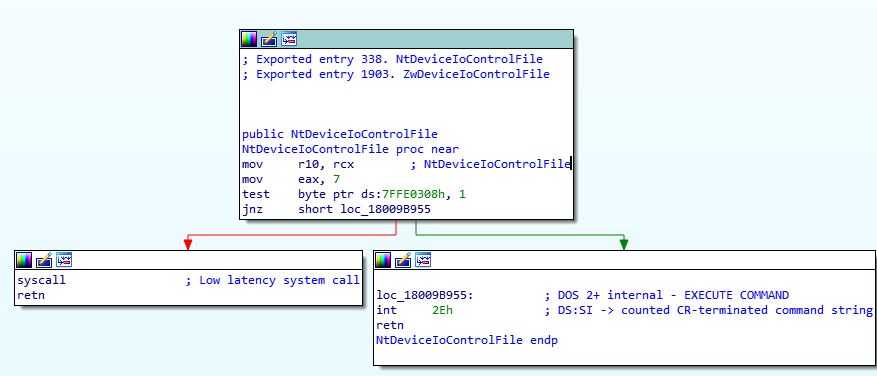 ; Exported entry 338. NtDeviceIoControlFile
; Exported entry 1903. ZwDeviceIoControlFile
public NtDeviceIoControlFile
NtDeviceIoControlFile proc near
mov     r10, rcx        ; NtDeviceIoControlFile
mov     eax, 7
test    byte ptr ds:7FFE0308h, 1
jnz     short loc_18009B955
syscall                 ; Low latency system call
retn
loc_18009B955:          ; DOS 2+ internal - EXECUTE COMMAND
int     2Eh             ; DS:SI -> counted CR-terminated command string
retn
NtDeviceIoControlFile endp